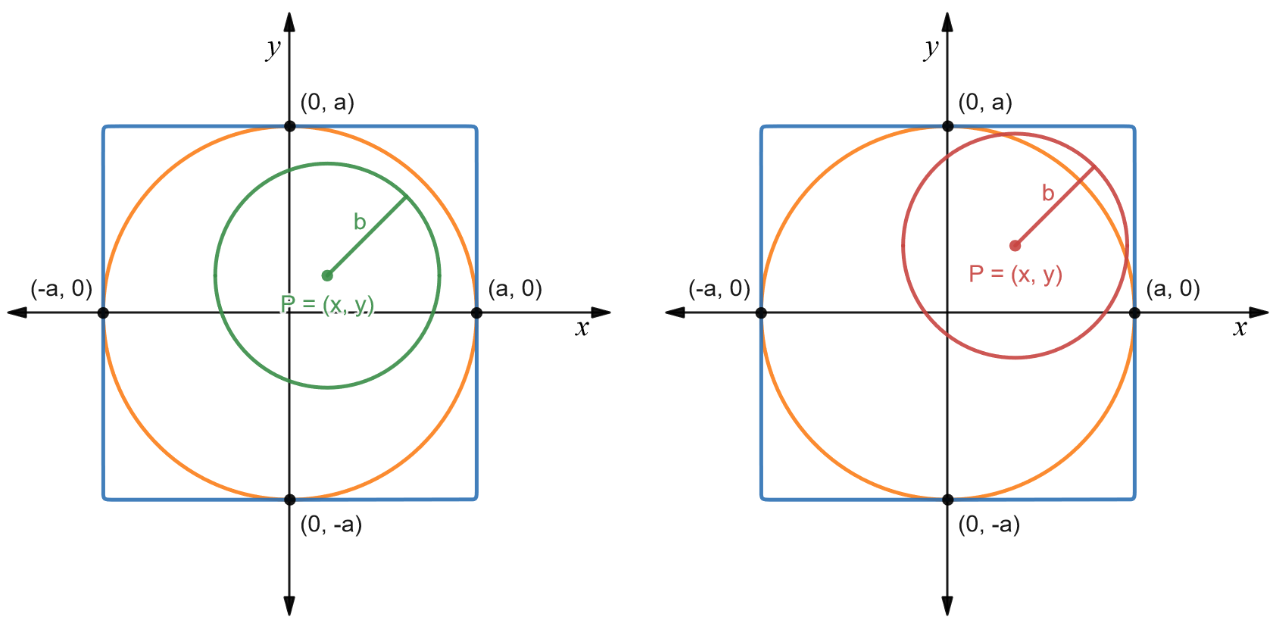 y
(0, a)
b
(-a, 0)
P = (x, y)
(a, 0)
x
(0, -a)
y
(0, a)
b
P = (x, y)
(-a, 0)
(a, 0)
x
(0, -a)